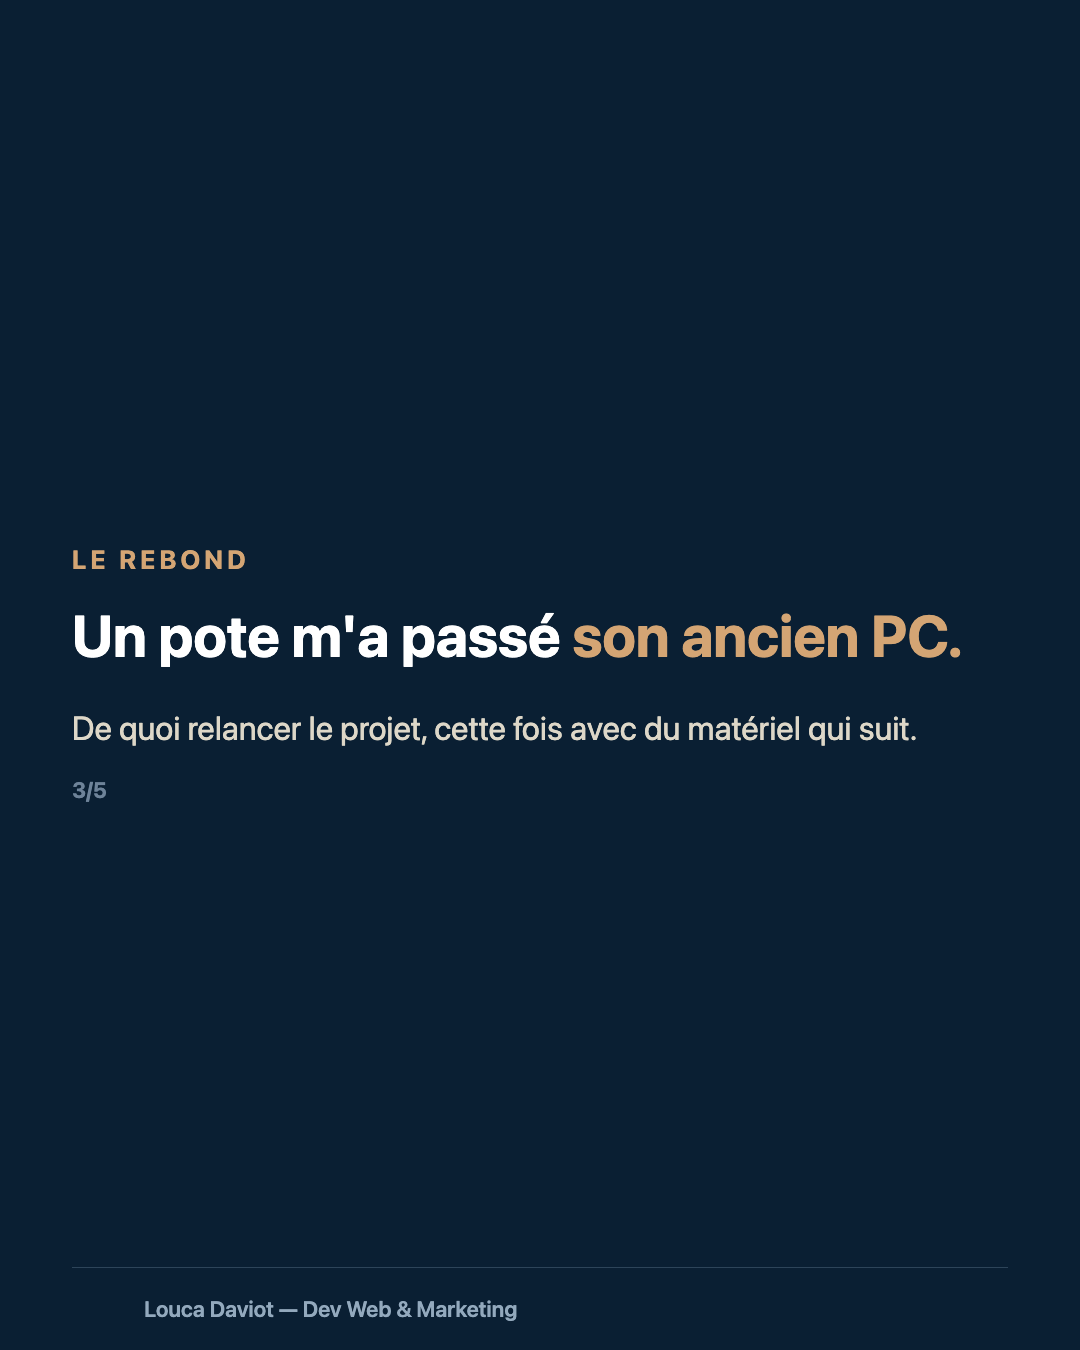 LE REBOND
Un pote m'a passé son ancien PC.
De quoi relancer le projet, cette fois avec du matériel qui suit.
3/5
Louca Daviot — Dev Web & Marketing